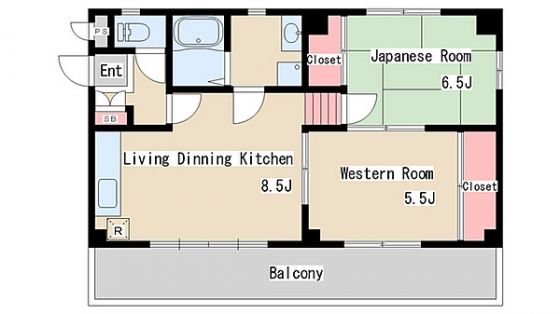 PS
Ent
SB
Closet
Japanese Room
6.5J
Living Dinning Kitchen
8.5J
Western Room
5.5J
Closet
R
Balcony